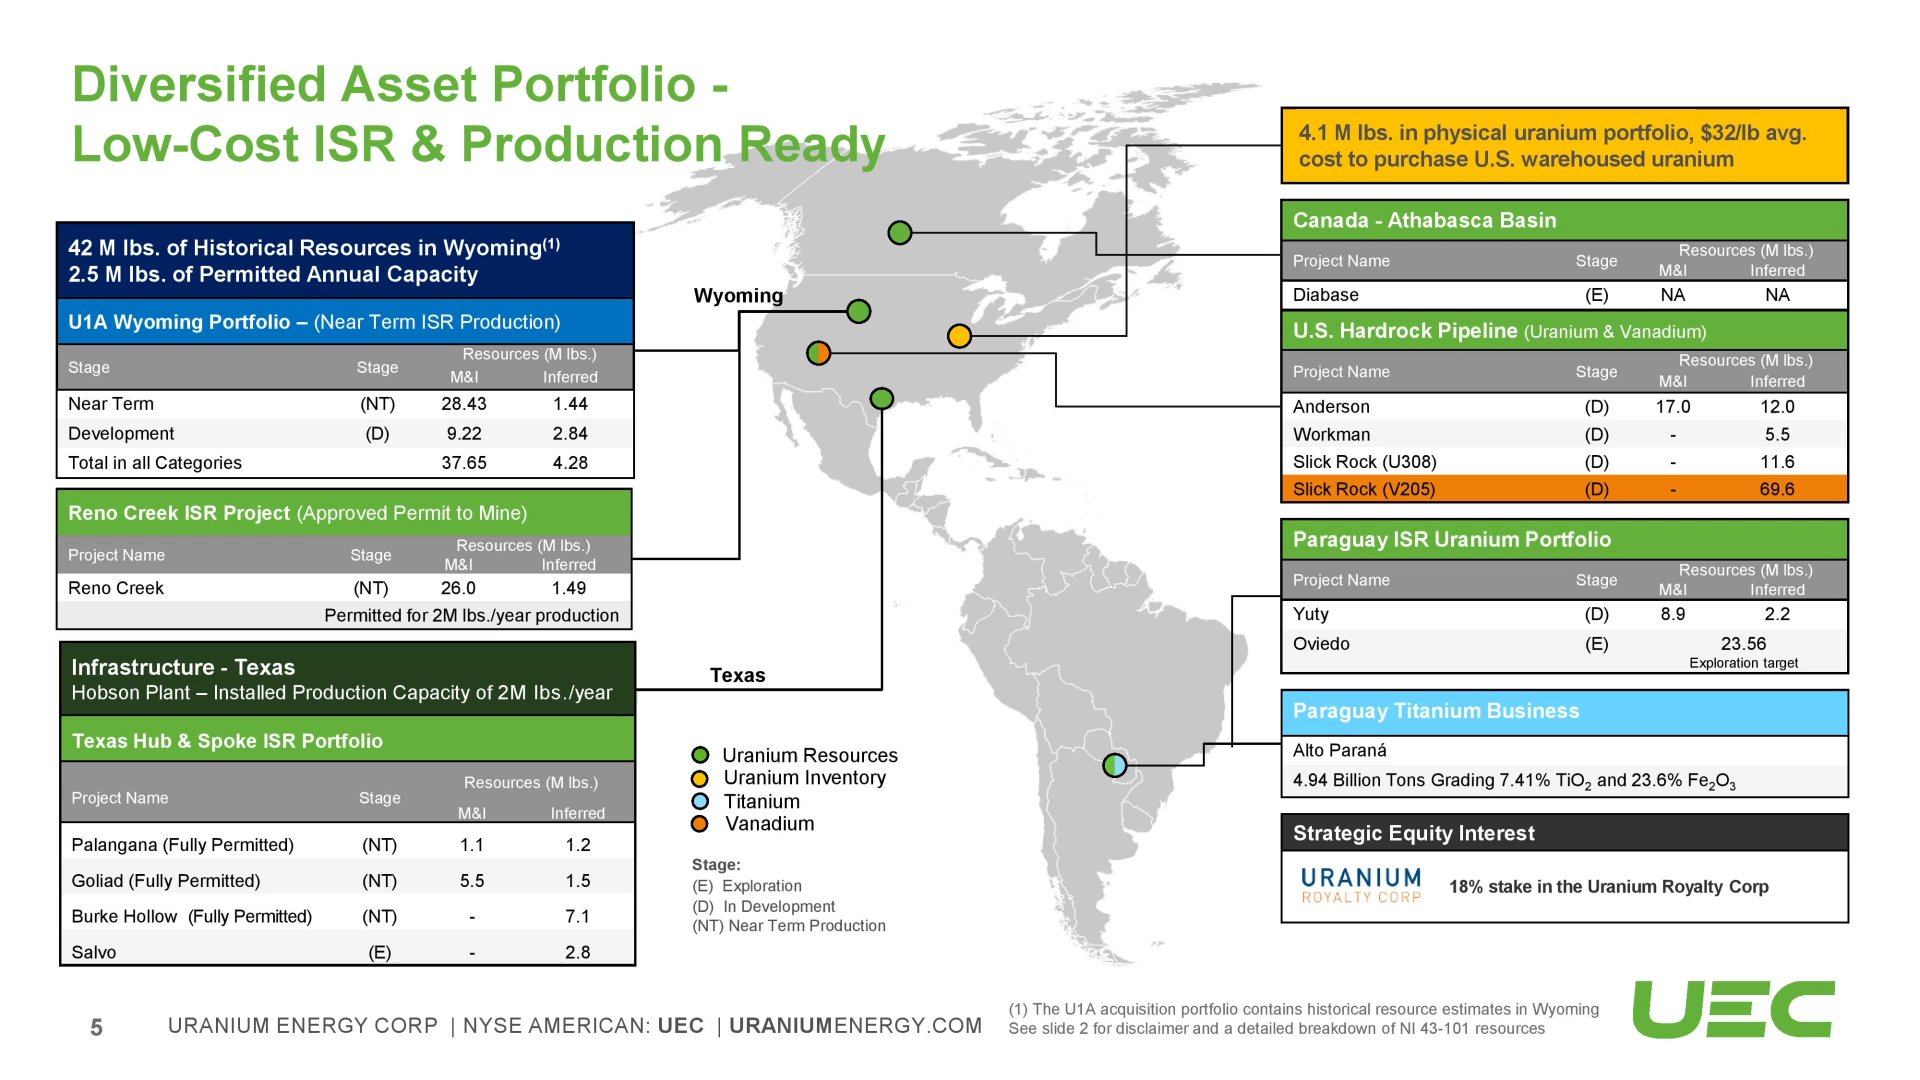 Diversified Asset Portfolio -
Low-Cost ISR & Production Ready
42 M lbs. of Historical Resources in Wyoming(1)
2.5 M lbs. of Permitted Annual Capacity
U1A Wyoming Portfolio – (Near Term ISR Production)
Stage Stage Resources (M lbs.)
M&I Inferred
Near Term (NT) 28.43 1.44
Development (D) 9.22 2.84
Total in all Categories 37.65 4.28
Reno Creek ISR Project (Approved Permit to Mine)
Project Name Stage Resources (M lbs.)
M&I Inferred
Reno Creek (NT) 26.0 1.49
Permitted for 2M lbs./year production
Infrastructure - Texas
Hobson Plant – Installed Production Capacity of 2M lbs./year
Texas Hub & Spoke ISR Portfolio
Project Name Stage Resources (M lbs.)
M&I Inferred
Palangana (Fully Permitted) (NT) 1.1 1.2
Goliad (Fully Permitted) (NT) 5.5 1.5
Burke Hollow (Fully Permitted) (NT) - 7.1
Salvo (E) - 2.8
Wyoming
Texas
Uranium Resources
Uranium Inventory
Titanium
Vanadium
Stage:
(E) Exploration
(D) In Development
(NT) Near Term Production
4.1 M lbs. in physical uranium portfolio, $32/lb avg.
cost to purchase U.S. warehoused uranium
Canada - Athabasca Basin
Project Name Stage Resources (M lbs.)
M&I Inferred
Diabase (E) NA NA
U.S. Hardrock Pipeline (Uranium & Vanadium)
Project Name Stage Resources (M lbs.)
M&I Inferred
Anderson (D) 17.0 12.0
Workman (D) - 5.5
Slick Rock (U308) (D) - 11.6
Slick Rock (V205) (D) - 69.6
Paraguay ISR Uranium Portfolio
Project Name Stage Resources (M lbs.)
M&I Inferred
Yuty (D) 8.9 2.2
Oviedo (E) 23.56
Exploration target
Paraguay Titanium Business
Alto Paraná
4.94 Billion Tons Grading 7.41% TiO2 and 23.6% Fe2O3
Strategic Equity Interest
URANIUM
ROYALTY CORP
18% stake in the Uranium Royalty Corp
5 URANIUM ENERGY CORP | NYSE AMERICAN: UEC | URANIUMENERGY.COM
(1) The U1A acquisition portfolio contains historical resource estimates in Wyoming
See slide 2 for disclaimer and a detailed breakdown of NI 43-101 resources
UEC